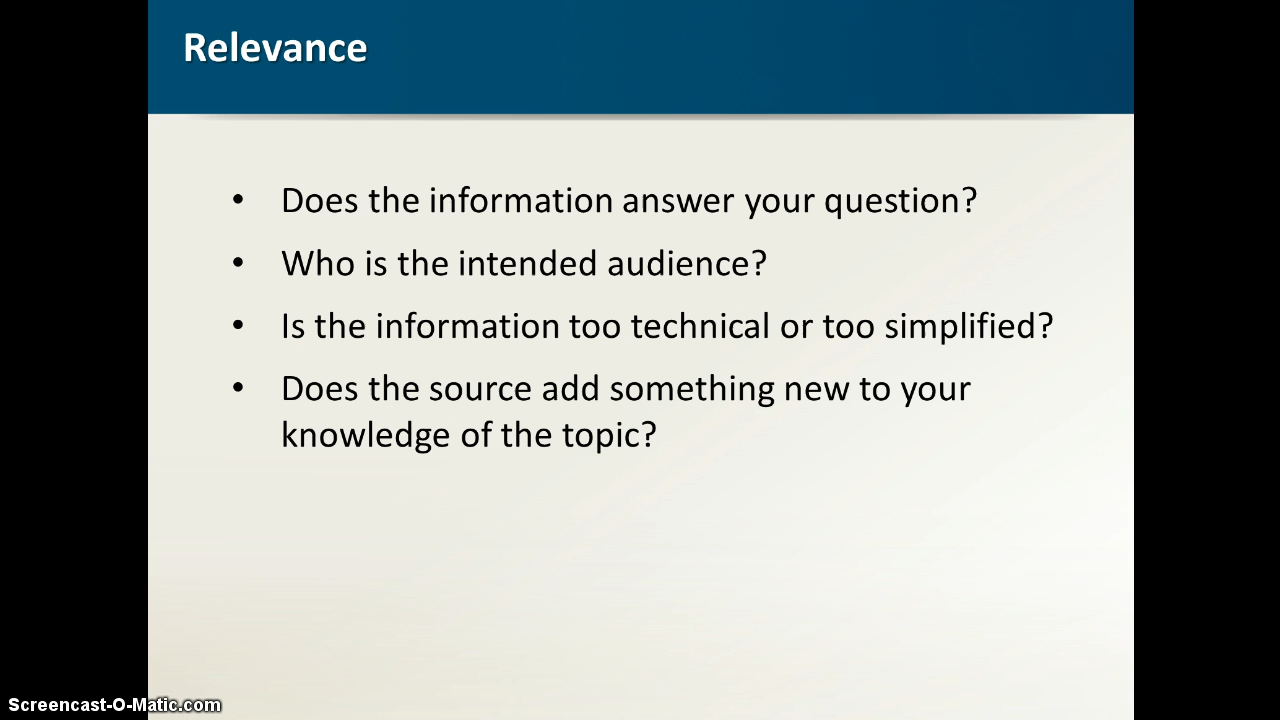 Relevance
• Does the information answer your question?
• Who is the intended audience?
• Is the information too technical or too simplified?
• Does the source add something new to your
knowledge of the topic?
Screencast-O-Matic.com